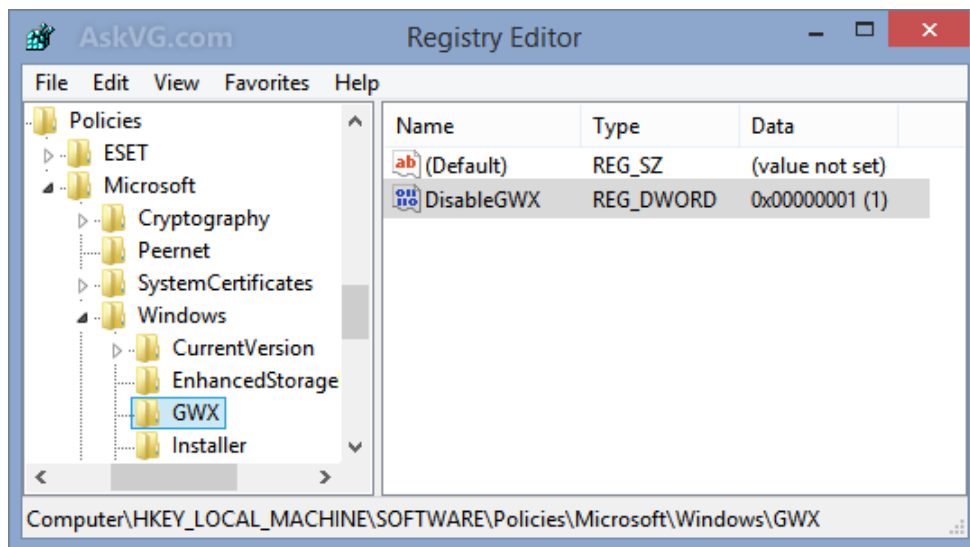 AskVG.com Registry Editor
File Edit View Favorites Help
Policies
ESET
Microsoft
Cryptography
Peernet
SystemCertificates
Windows
CurrentVersion
EnhancedStorage
GWX
Installer
Name Type Data
(Default) REG_SZ (value not set)
DisableGWX REG_DWORD 0x00000001 (1)
Computer\HKEY_LOCAL_MACHINE\SOFTWARE\Policies\Microsoft\Windows\GWX